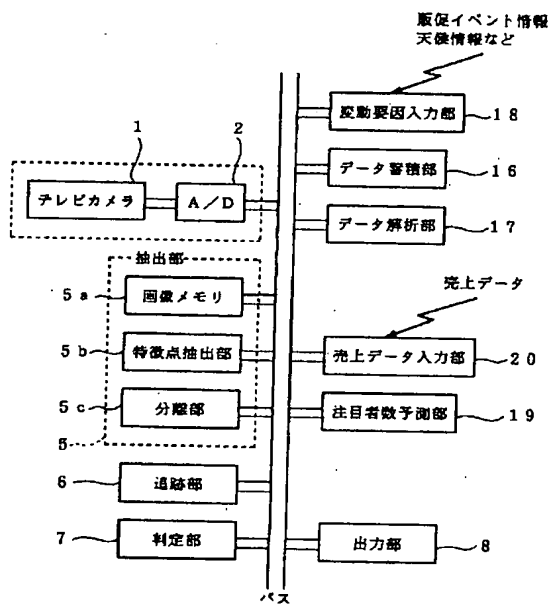 販促イベント情報
天候情報など
変動要因入力部
18
1
2
テレビカメラ
A/D
データ蓄積部
16
データ解析部
17
抽出部
5a
画像メモリ
売上データ
5b
特徴点抽出部
売上データ入力部
20
5c
分離部
注目者数予測部
19
5
6
追跡部
7
判定部
出力部
8
バス